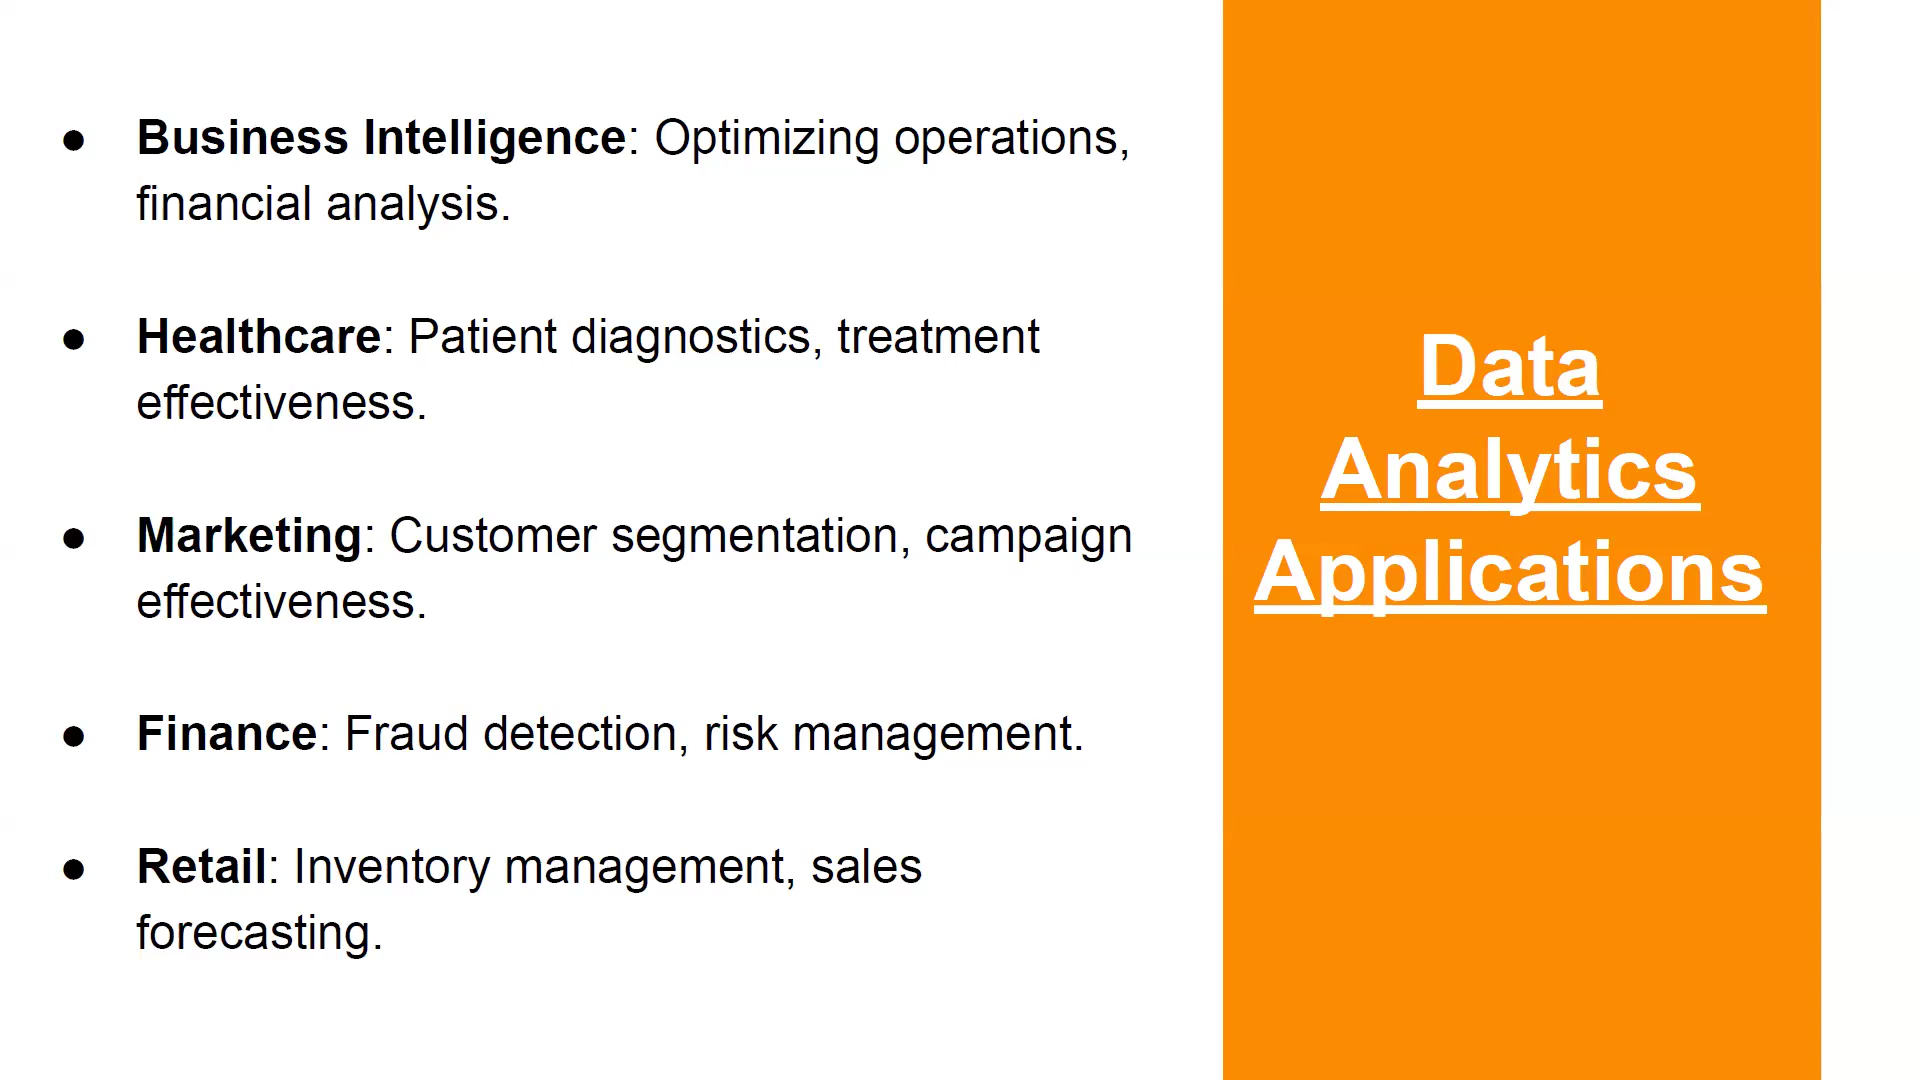 ● Business Intelligence: Optimizing operations,
financial analysis.
● Healthcare: Patient diagnostics, treatment
effectiveness.
● Marketing: Customer segmentation, campaign
effectiveness.
● Finance: Fraud detection, risk management.
● Retail: Inventory management, sales
forecasting.
Data
Analytics
Applications